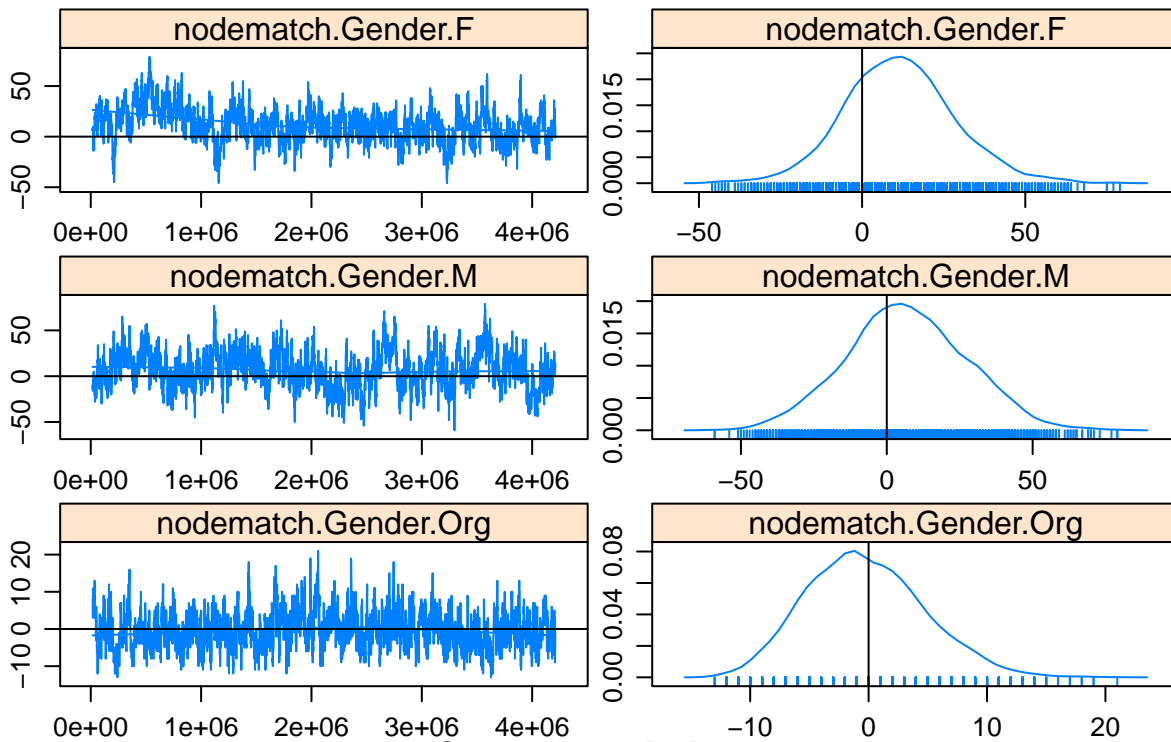 nodematch.Gender.F
nodematch.Gender.F
50
0
−50
0e+00 1e+06 2e+06 3e+06 4e+06
0.015
0.000
−50 0 50
nodematch.Gender.M
nodematch.Gender.M
50
0
−50
0e+00 1e+06 2e+06 3e+06 4e+06
0.015
0.000
−50 0 50
nodematch.Gender.Org
nodematch.Gender.Org
20
10
0
−10
0e+00 1e+06 2e+06 3e+06 4e+06
0.08
0.04
0.00
−10 0 10 20